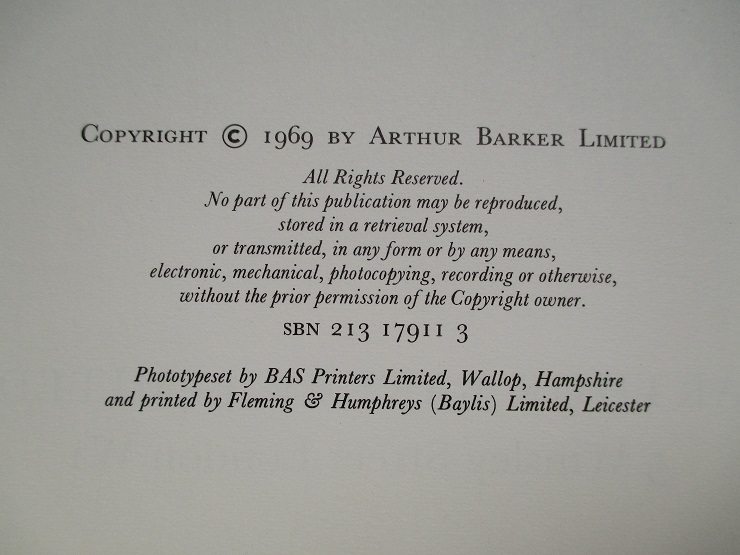 COPYRIGHT © 1969 BY ARTHUR BARKER LIMITED
All Rights Reserved.
No part of this publication may be reproduced,
stored in a retrieval system,
or transmitted, in any form or by any means,
electronic, mechanical, photocopying, recording or otherwise,
without the prior permission of the Copyright owner.
SBN 213 17911 3
Phototypeset by BAS Printers Limited, Wallop, Hampshire
and printed by Fleming & Humphreys (Baylis) Limited, Leicester